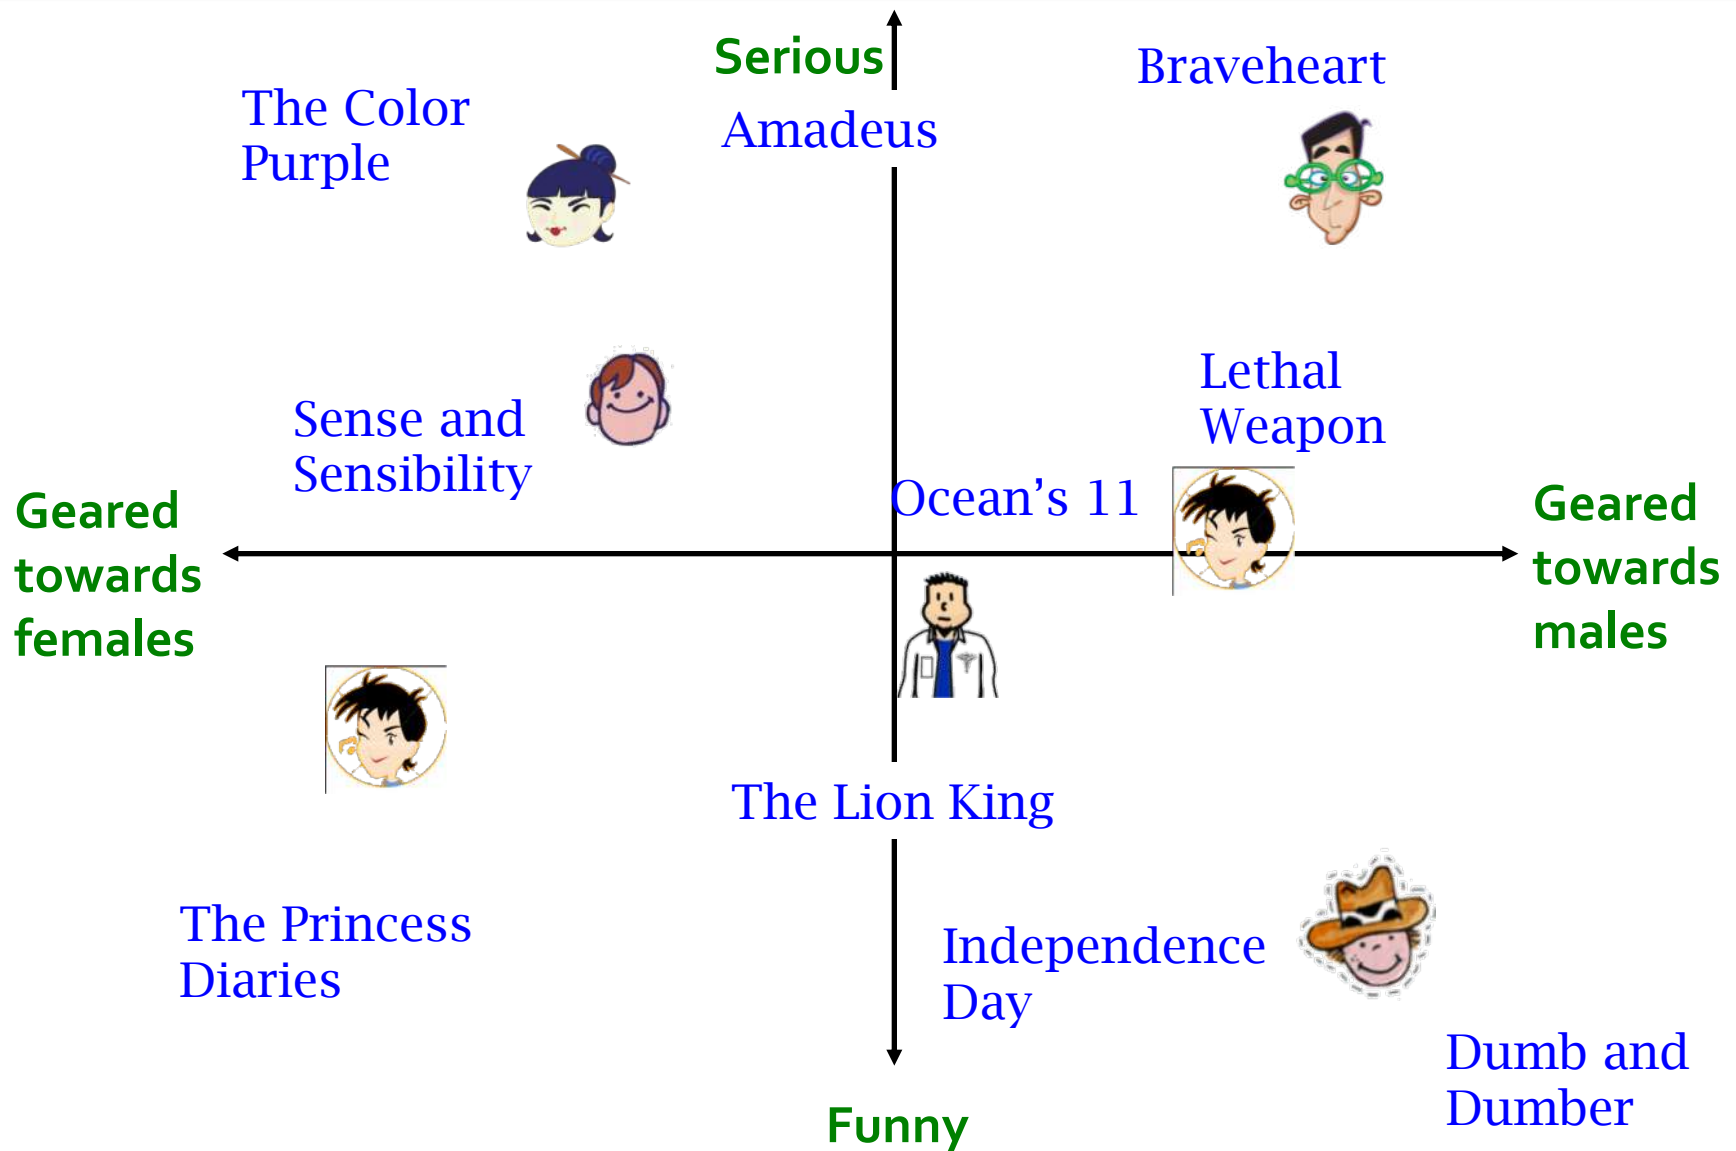 Serious
Braveheart
The Color
Purple
Amadeus
Lethal
Weapon
Sense and
Sensibility
Ocean’s 11
Geared
towards
females
Geared
towards
males
The Lion King
The Princess
Diaries
Independence
Day
Dumb and
Dumber
Funny